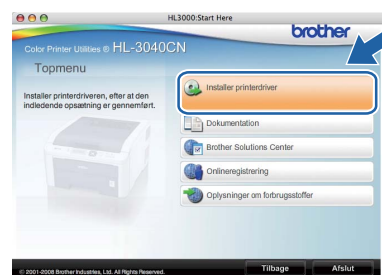 HL3000:Start Here
brother
Color Printer Utilities ® HL-3040CN
Topmenu
Installer printerdriveren, efter at den
indledende opsætning er gennemført.
Installer printerdriver
Dokumentation
Brother Solutions Center
Onlineregistrering
Oplysninger om forbrugsstoffer
© 2001-2008 Brother Industries, Ltd. All Rights Reserved.
Tilbage
Afslut